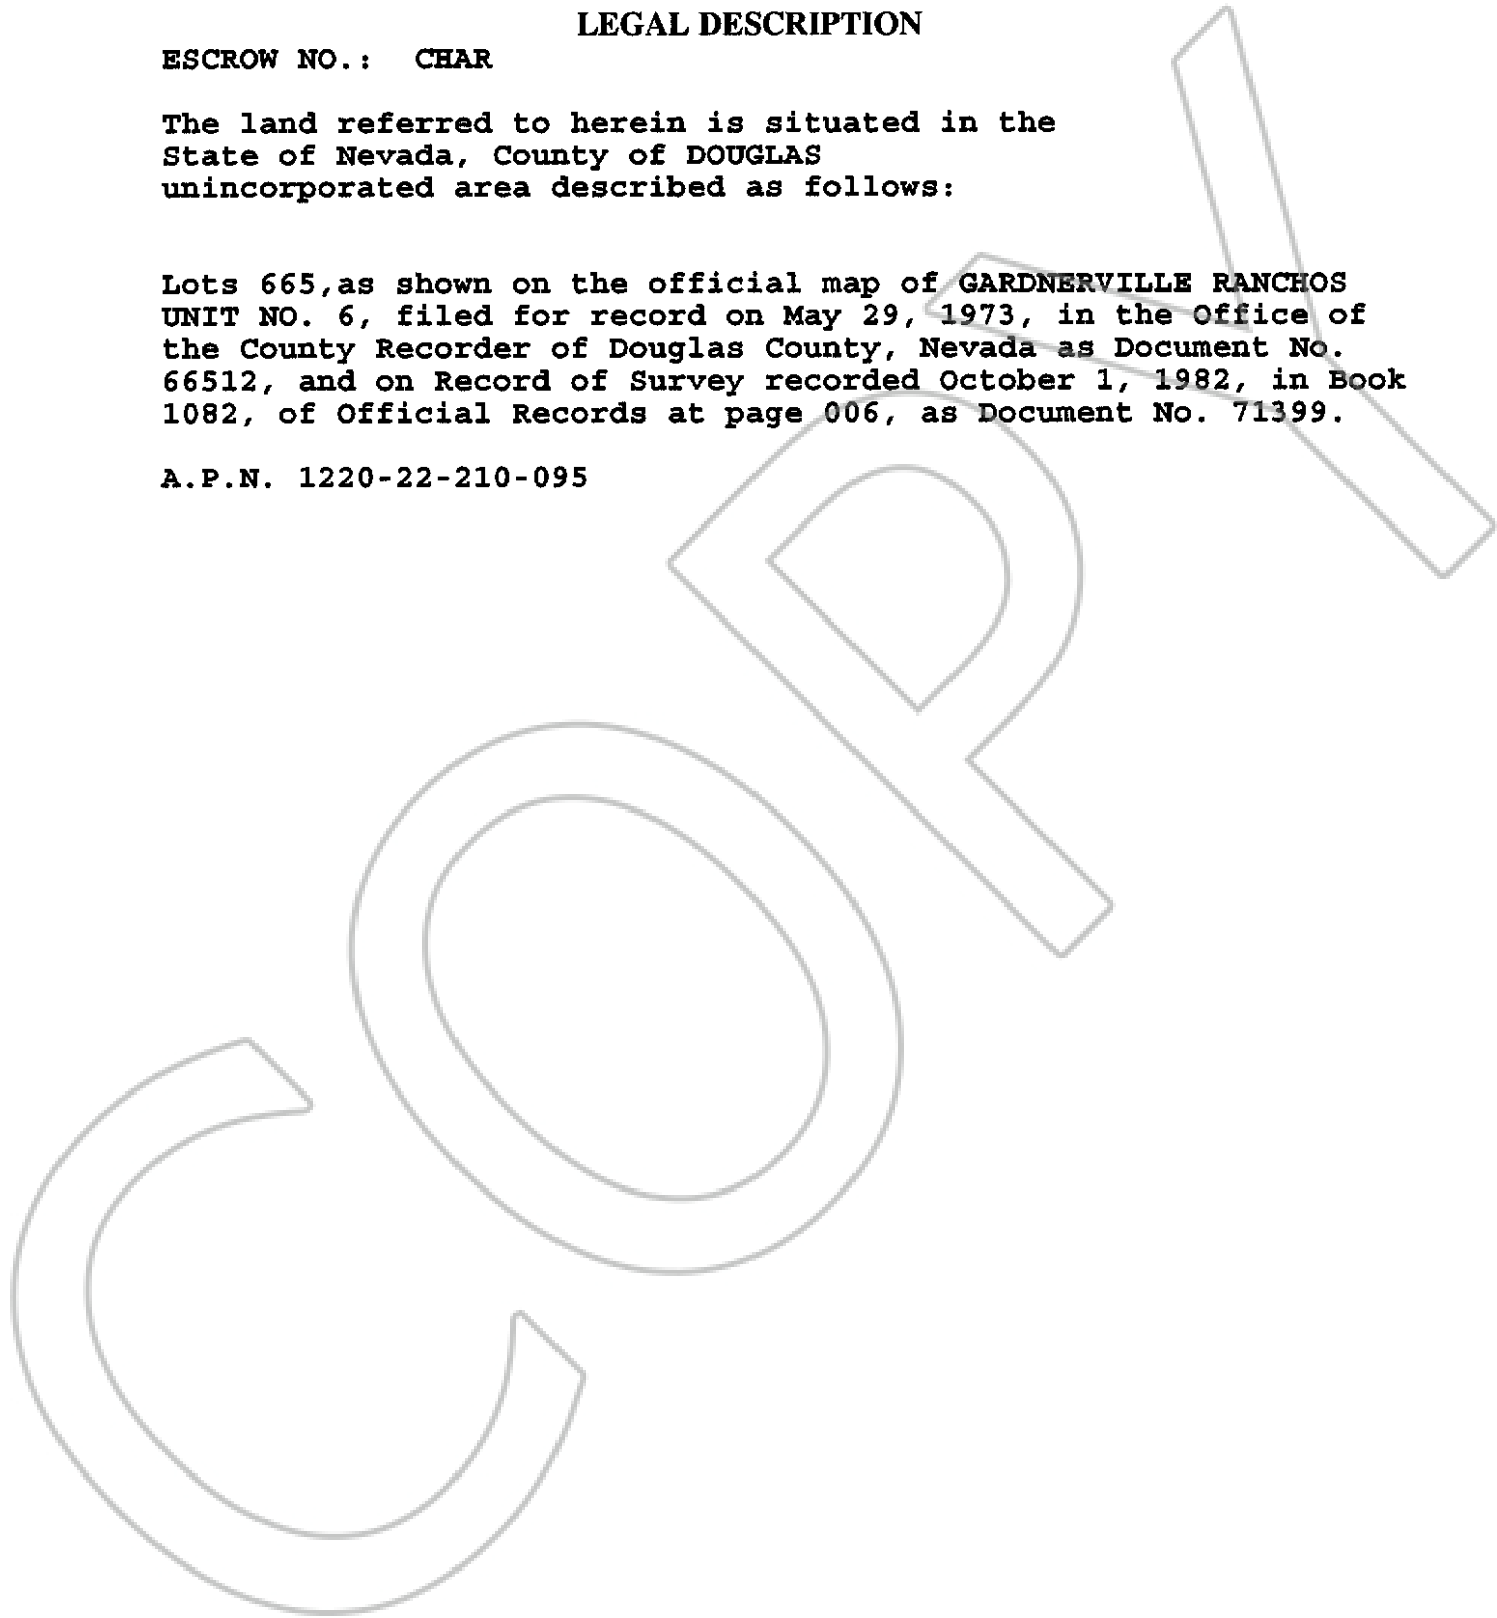 LEGAL DESCRIPTION
ESCROW NO.: CHAR
The land referred to herein is situated in the
State of Nevada, County of DOUGLAS
unincorporated area described as follows:
Lots 665,as shown on the official map of GARDNERVILLE RANCHOS
UNIT NO. 6, filed for record on May 29, 1973, in the Office of
the County Recorder of Douglas County, Nevada as Document No.
66512, and on Record of Survey recorded October 1, 1982, in Book
1082, of Official Records at page 006, as Document No. 71399.
A.P.N. 1220-22-210-095
COPY